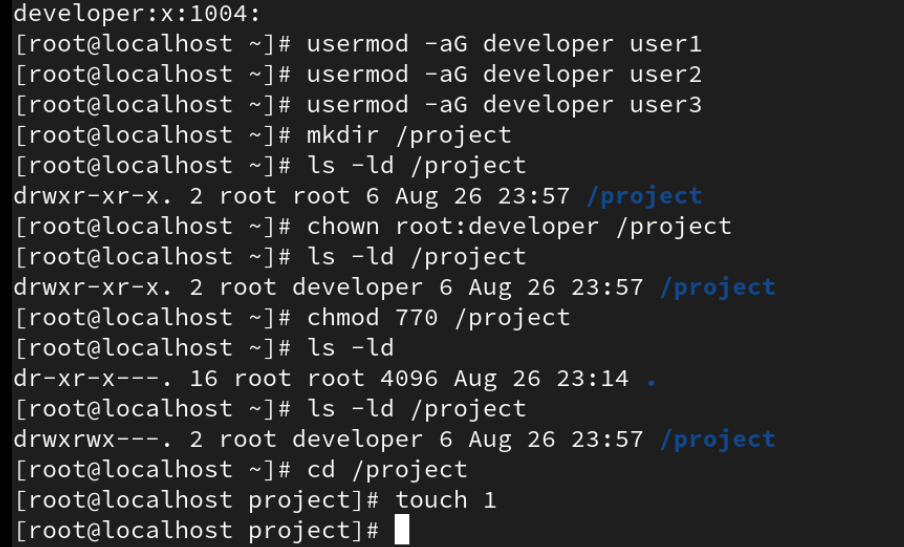 developer:x:1004:
[root@localhost ~]# usermod -aG developer user1
[root@localhost ~]# usermod -aG developer user2
[root@localhost ~]# usermod -aG developer user3
[root@localhost ~]# mkdir /project
[root@localhost ~]# ls -ld /project
drwxr-xr-x. 2 root root 6 Aug 26 23:57 /project
[root@localhost ~]# chown root:developer /project
[root@localhost ~]# ls -ld /project
drwxr-xr-x. 2 root developer 6 Aug 26 23:57 /project
[root@localhost ~]# chmod 770 /project
[root@localhost ~]# ls -ld
dr-xr-x---. 16 root root 4096 Aug 26 23:14 .
[root@localhost ~]# ls -ld /project
drwxrwx---. 2 root developer 6 Aug 26 23:57 /project
[root@localhost ~]# cd /project
[root@localhost project]# touch 1
[root@localhost project]#